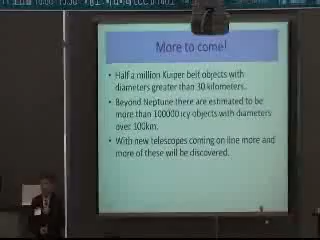 More to come!
• Half a million Kuiper belt objects with
diameters greater than 30 kilometers.
• Beyond Neptune there are estimated to be
more than 100000 icy objects with diameters
over 100km.
• With new telescopes coming on line more and
more of these will be discovered.